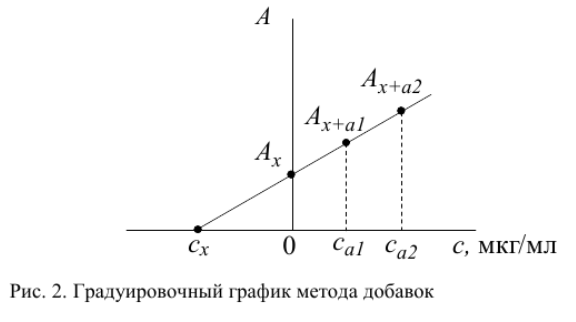 A
A_{x+a2}
A_{x+a1}
A_x
c_x 0 c_{a1} c_{a2} c, мкг/мл
Рис. 2. Градуировочный график метода добавок